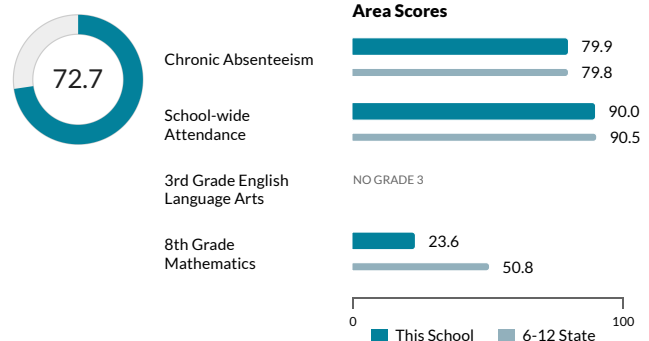 Area Scores
72.7
Chronic Absenteeism
79.9
79.8
School-wide
Attendance
90.0
90.5
3rd Grade English
Language Arts
NO GRADE 3
8th Grade
Mathematics
23.6
50.8
0
100
This School
6-12 State